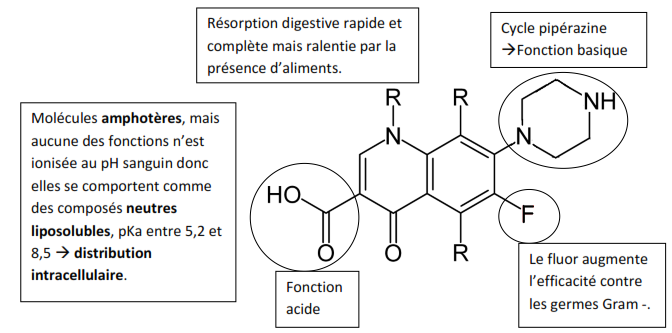 Résorption digestive rapide et
complète mais ralentie par la
présence d'aliments.
Cycle pipérazine
→Fonction basique
Molécules amphotères, mais
aucune des fonctions n'est
ionisée au pH sanguin donc
elles se comportent comme
des composés neutres
liposolubles, pKa entre 5,2 et
8,5 → distribution
intracellulaire.
R
R
NH
N
N
HO
F
O
O
R
Fonction
acide
Le fluor augmente
l'efficacité contre
les germes Gram -.